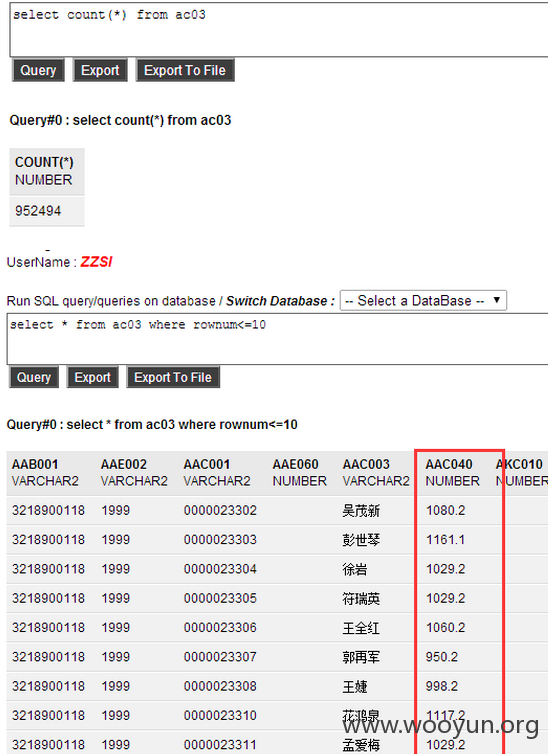 select count(*) from ac03
Query Export Export To File
Query#0 : select count(*) from ac03
COUNT(*)
NUMBER
952494
UserName : ZZSI
Run SQL query/queries on database / Switch Database : -- Select a DataBase -- ▼
select * from ac03 where rownum<=10
Query Export Export To File
Query#0 : select * from ac03 where rownum<=10
AAB001 AAE002 AAC001 AAE060 AAC003 AAC040 AKC010
VARCHAR2 VARCHAR2 VARCHAR2 NUMBER VARCHAR2 NUMBER NUMBER
3218900118 1999 0000023302 吴茂新 1080.2
3218900118 1999 0000023303 彭世琴 1161.1
3218900118 1999 0000023304 徐岩 1029.2
3218900118 1999 0000023305 符瑞英 1029.2
3218900118 1999 0000023306 王全红 1060.2
3218900118 1999 0000023307 郭再军 950.2
3218900118 1999 0000023308 王婕 998.2
3218900118 1999 0000023310 花鸿泉 1117.2
www.wooyun.org
3218900118 1999 0000023311 孟爱梅 1029.2